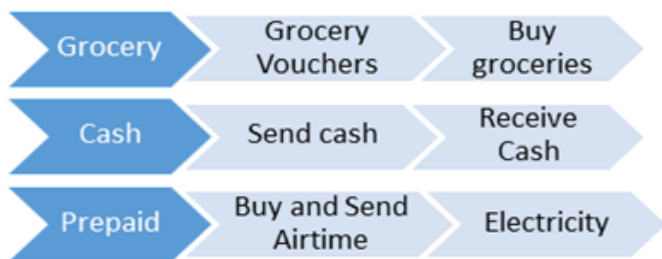 Grocery
Grocery
Vouchers
Buy
groceries
Cash
Send cash
Receive
Cash
Prepaid
Buy and Send
Airtime
Electricity